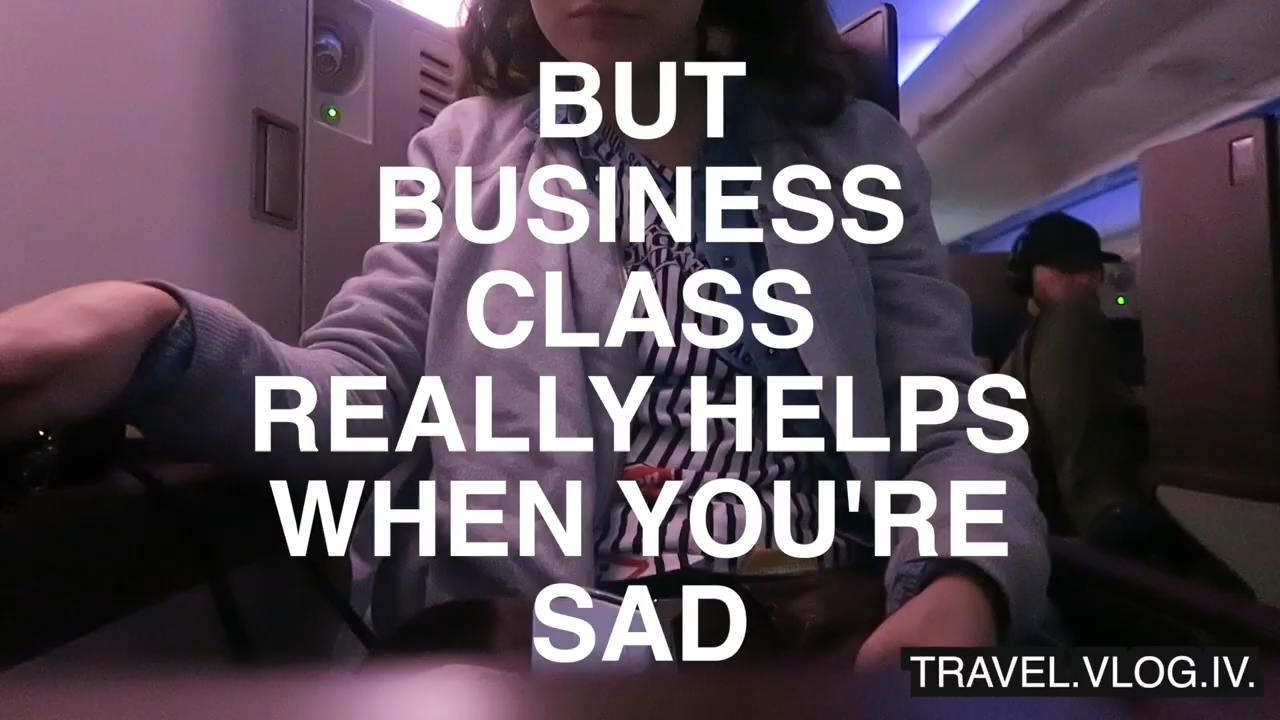 BUT
BUSINESS
CLASS
REALLY HELPS
WHEN YOU'RE
SAD
TRAVEL.VLOG.IV.